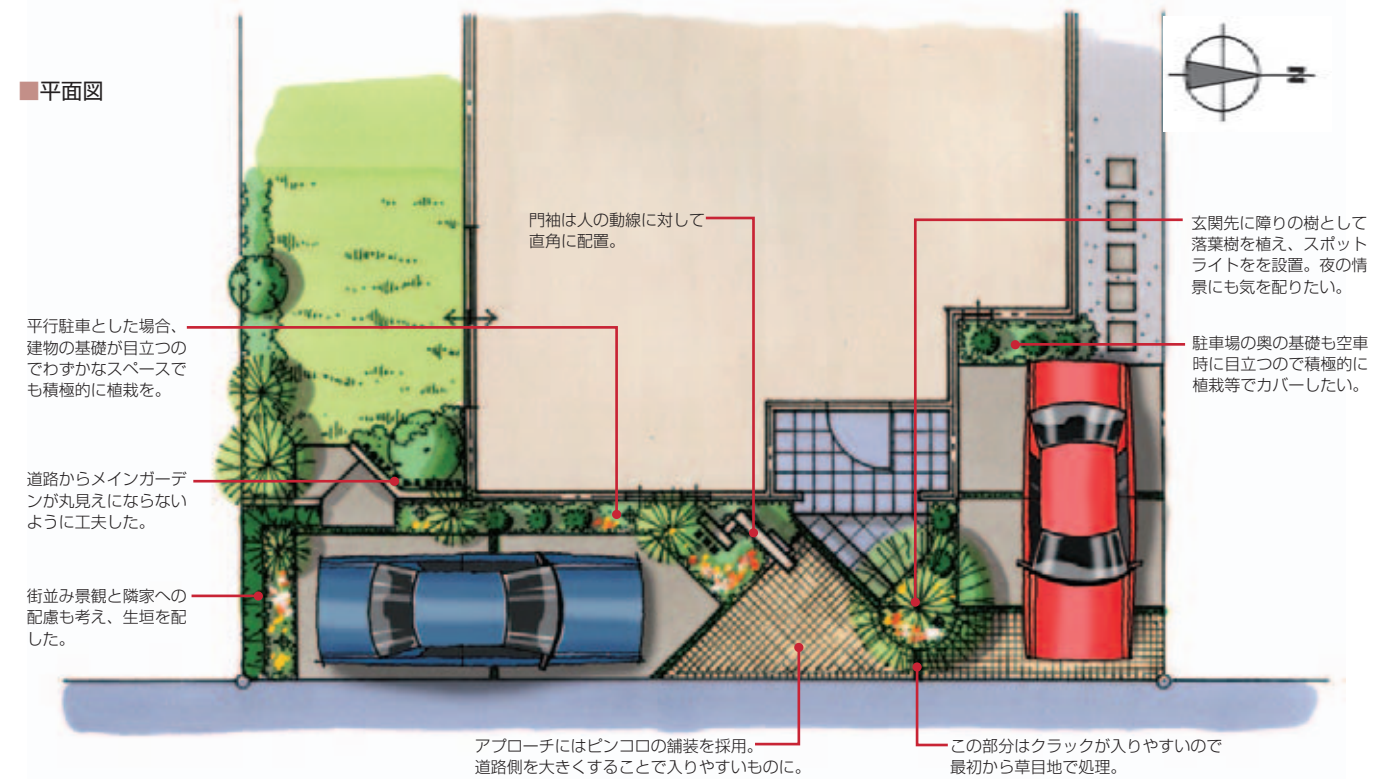 ■平面図
N
門袖は人の動線に対して
直角に配置。
玄関先に障りの樹として
落葉樹を植え、スポット
ライトをを設置。夜の情
景にも気を配りたい。
平行駐車とした場合、
建物の基礎が目立つの
でわずかなスペースで
も積極的に植栽を。
駐車場の奥の基礎も空車
時に目立つので積極的に
植栽等でカバーしたい。
道路からメインガーデ
ンが丸見えにならない
ように工夫した。
街並み景観と隣家への
配慮も考え、生垣を配
した。
アプローチにはピンコロの舗装を採用。
道路側を大きくすることで入りやすいものに。
この部分はクラックが入りやすいので
最初から草目地で処理。